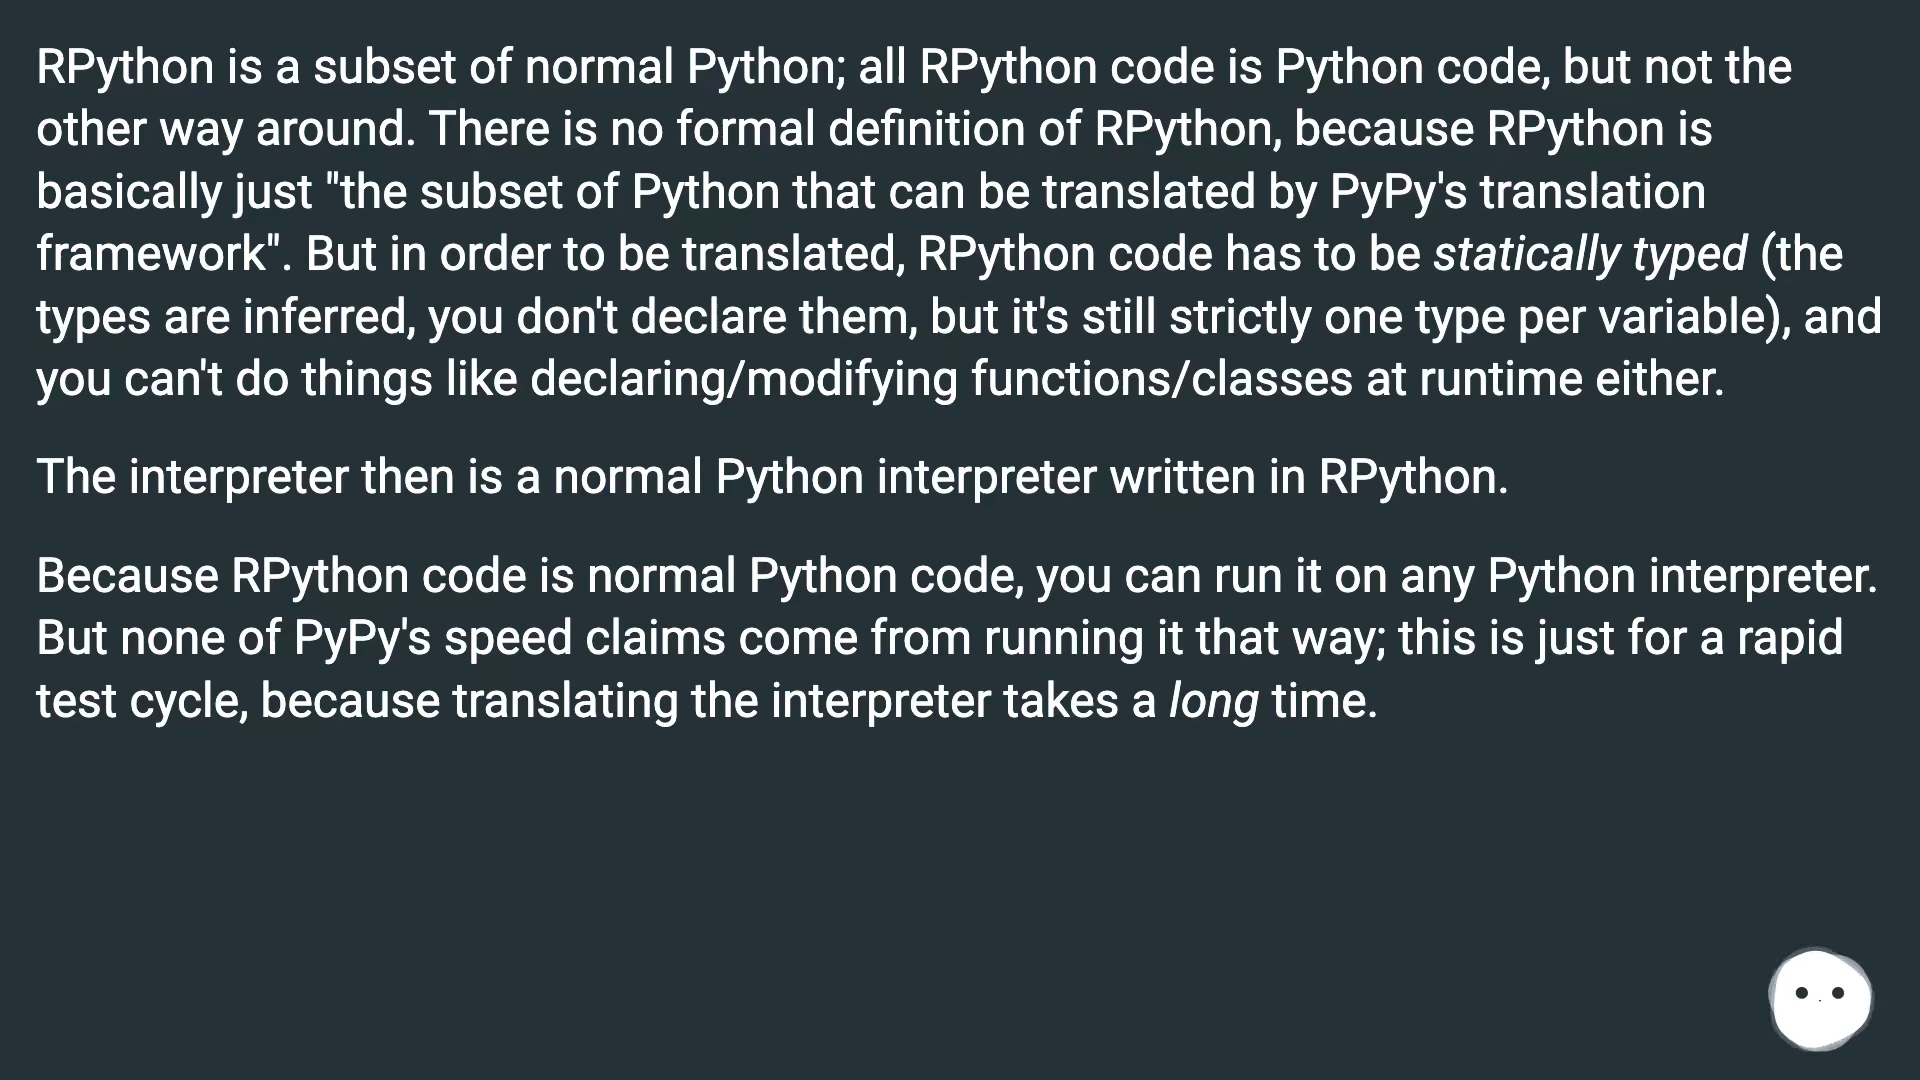 RPython is a subset of normal Python; all RPython code is Python code, but not the
other way around. There is no formal definition of RPython, because RPython is
basically just "the subset of Python that can be translated by PyPy's translation
framework". But in order to be translated, RPython code has to be statically typed (the
types are inferred, you don't declare them, but it's still strictly one type per variable), and
you can't do things like declaring/modifying functions/classes at runtime either.
The interpreter then is a normal Python interpreter written in RPython.
Because RPython code is normal Python code, you can run it on any Python interpreter.
But none of PyPy's speed claims come from running it that way; this is just for a rapid
test cycle, because translating the interpreter takes a long time.